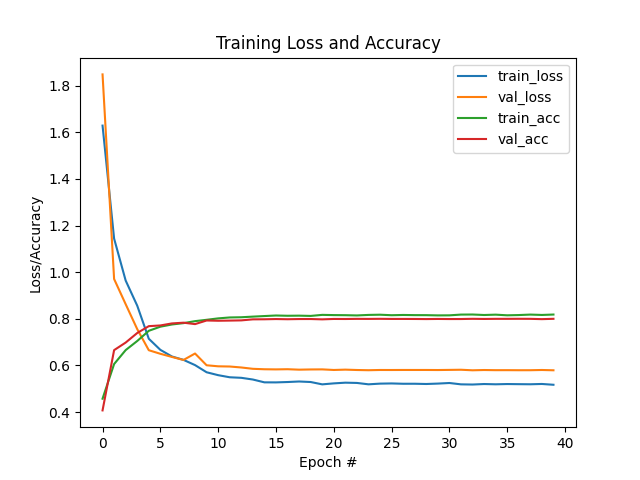 Training Loss and Accuracy
train_loss
val_loss
train_acc
val_acc
Loss/Accuracy
1.8
1.6
1.4
1.2
1.0
0.8
0.6
0.4
0 5 10 15 20 25 30 35 40
Epoch #